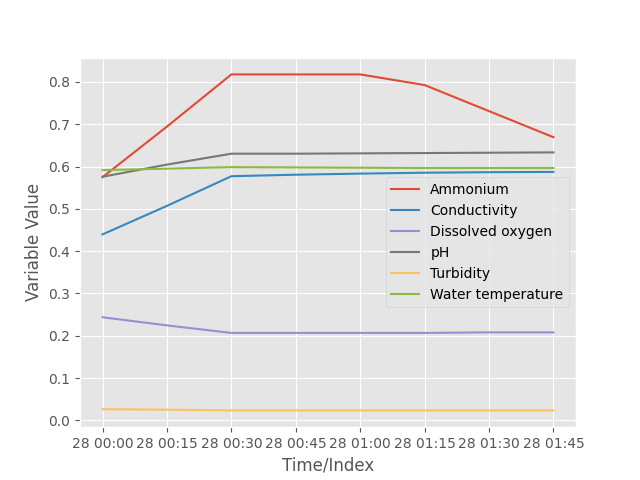 0.8
0.7
0.6
0.5
0.4
0.3
0.2
0.1
0.0
Variable Value
Ammonium
Conductivity
Dissolved oxygen
pH
Turbidity
Water temperature
28 00:00 28 00:15 28 00:30 28 00:45 28 01:00 28 01:15 28 01:30 28 01:45
Time/Index